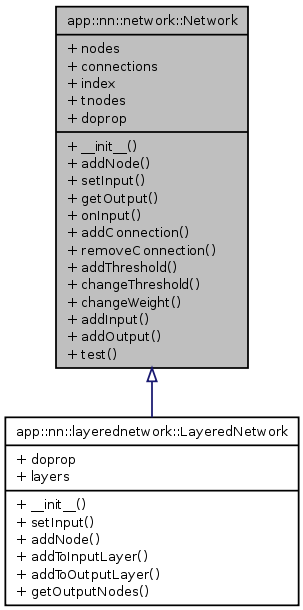 app::nn::network::Network
+ nodes
+ connections
+ index
+ tnodes
+ doprop
+ __init__()
+ addNode()
+ setInput()
+ getOutput()
+ onInput()
+ addConnection()
+ removeConnection()
+ addThreshold()
+ changeThreshold()
+ changeWeight()
+ addInput()
+ addOutput()
+ test()
app::nn::layerednetwork::LayeredNetwork
+ doprop
+ layers
+ __init__()
+ setInput()
+ addNode()
+ addToInputLayer()
+ addToOutputLayer()
+ getOutputNodes()